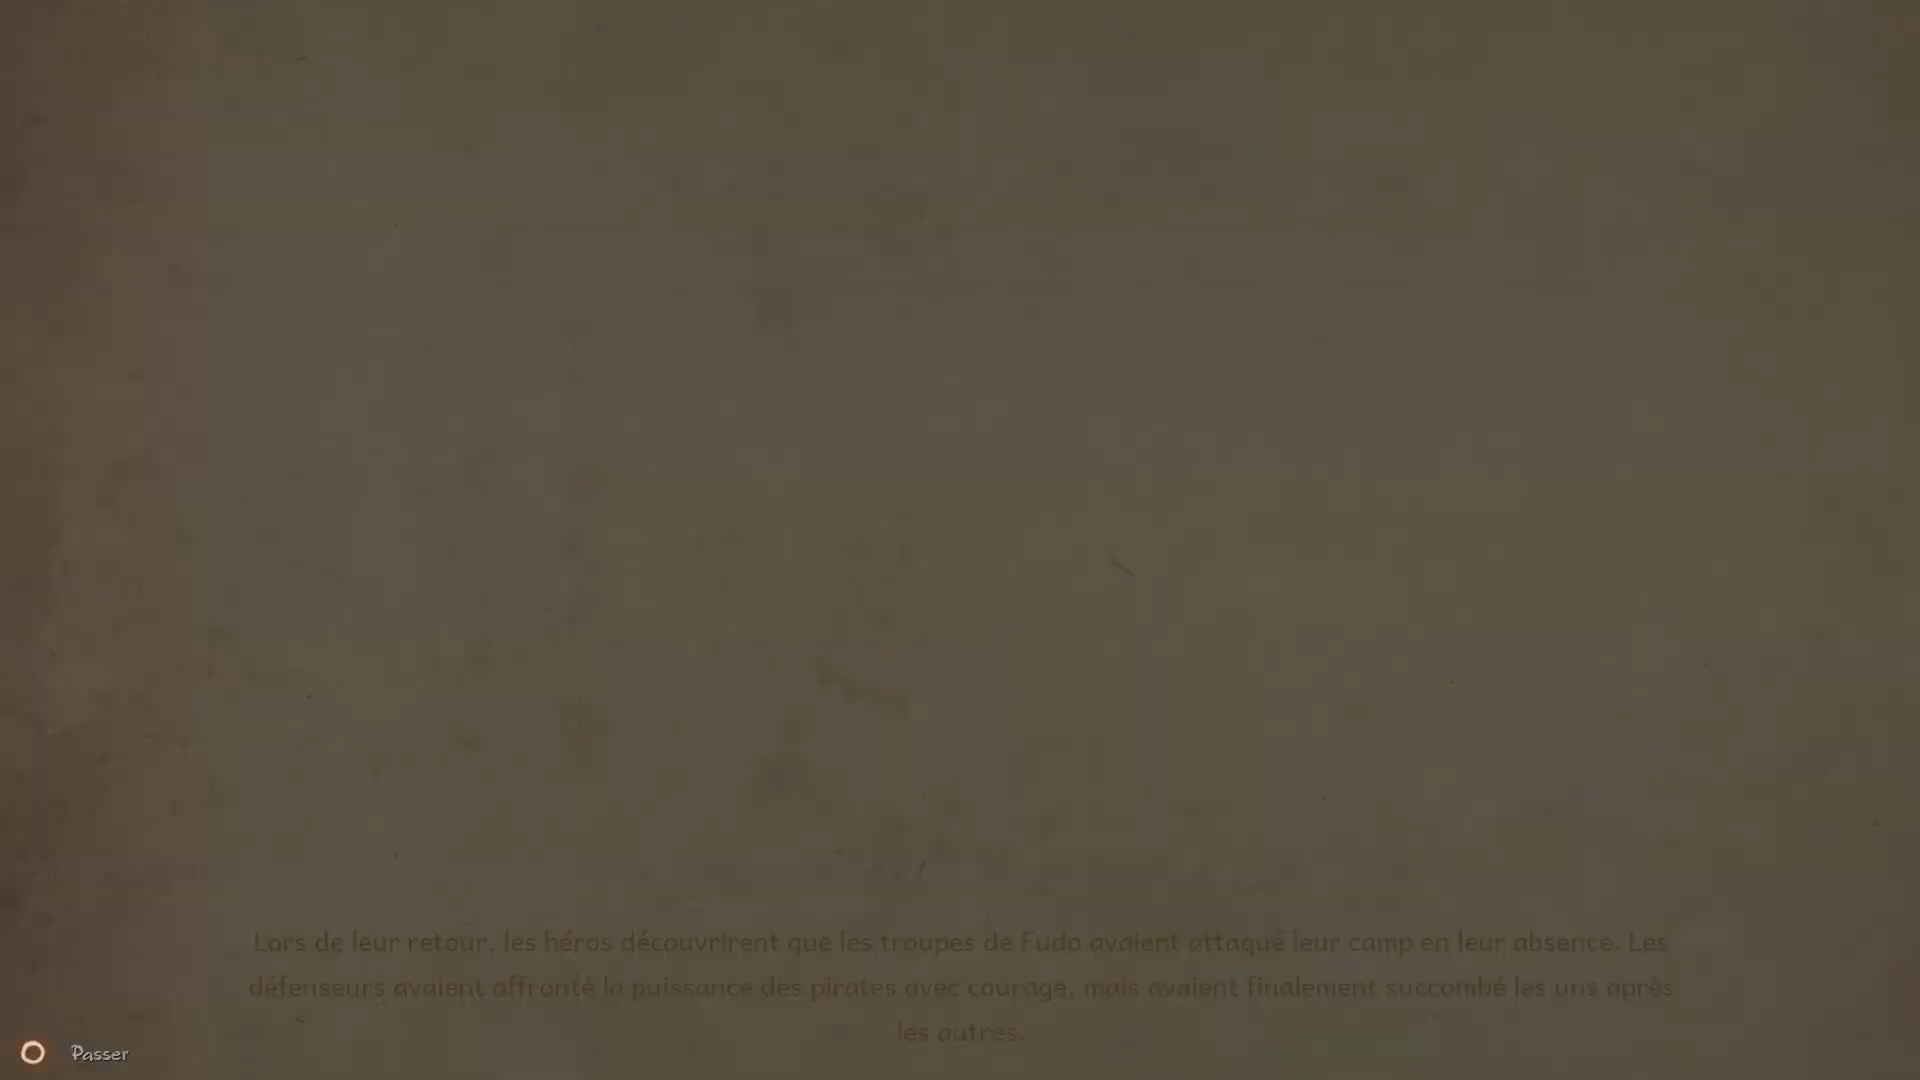 Lors de leur retour, les héros découvrirent que les troupes de Fudo avaient attaqué leur camp en leur absence. Les
défenseurs avaient affronté la puissance des pirates avec courage, mais avaient finalement succombé les uns après
les autres.
Passer